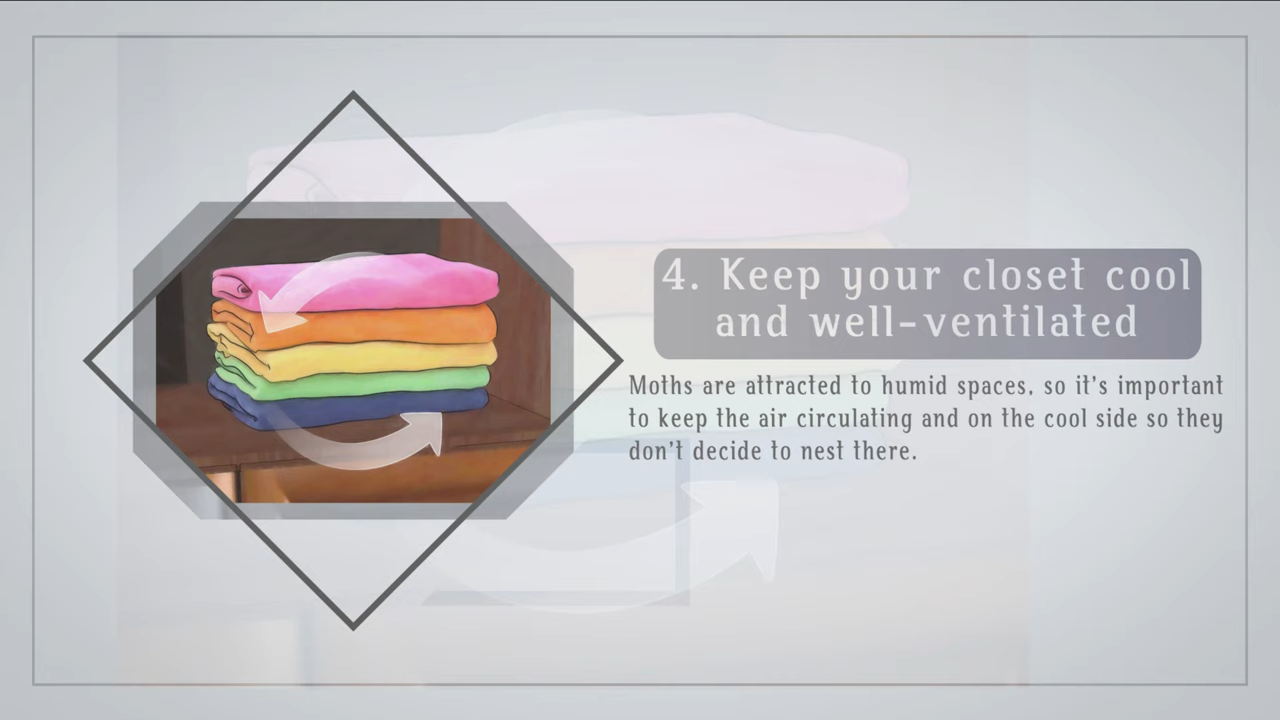 4. Keep your closet cool
and well-ventilated
Moths are attracted to humid spaces, so it's important
to keep the air circulating and on the cool side so they
don't decide to nest there.